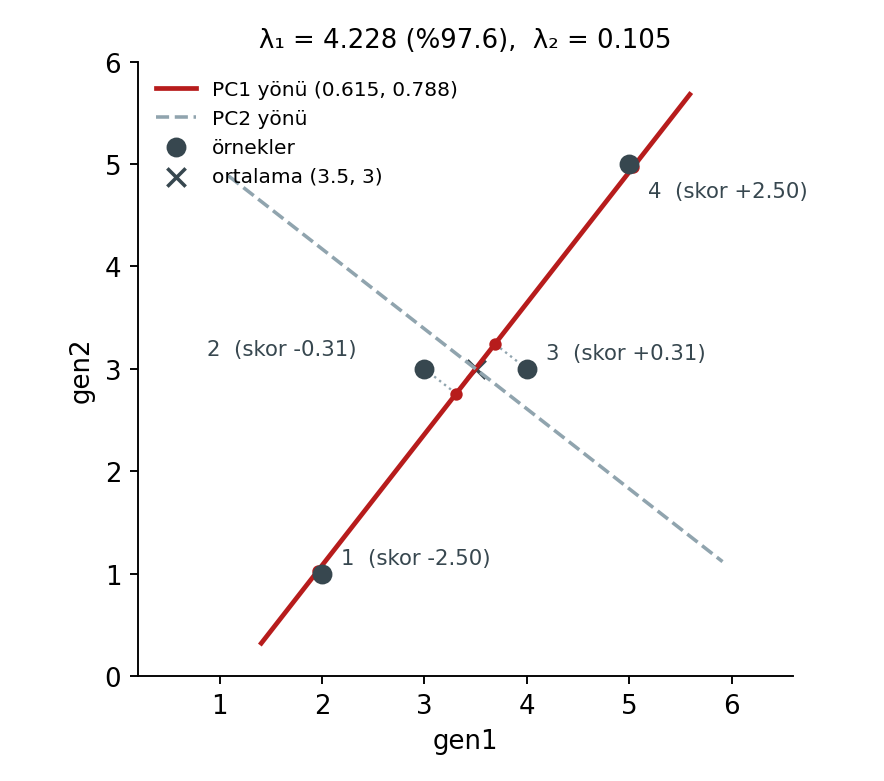 λ₁ = 4.228 (%97.6),  λ₂ = 0.105
PC1 yönü (0.615, 0.788)
PC2 yönü
örnekler
ortalama (3.5, 3)
6
5
4
3
2
1
0
gen2
4  (skor +2.50)
2  (skor -0.31)
3  (skor +0.31)
1  (skor -2.50)
1 2 3 4 5 6
gen1